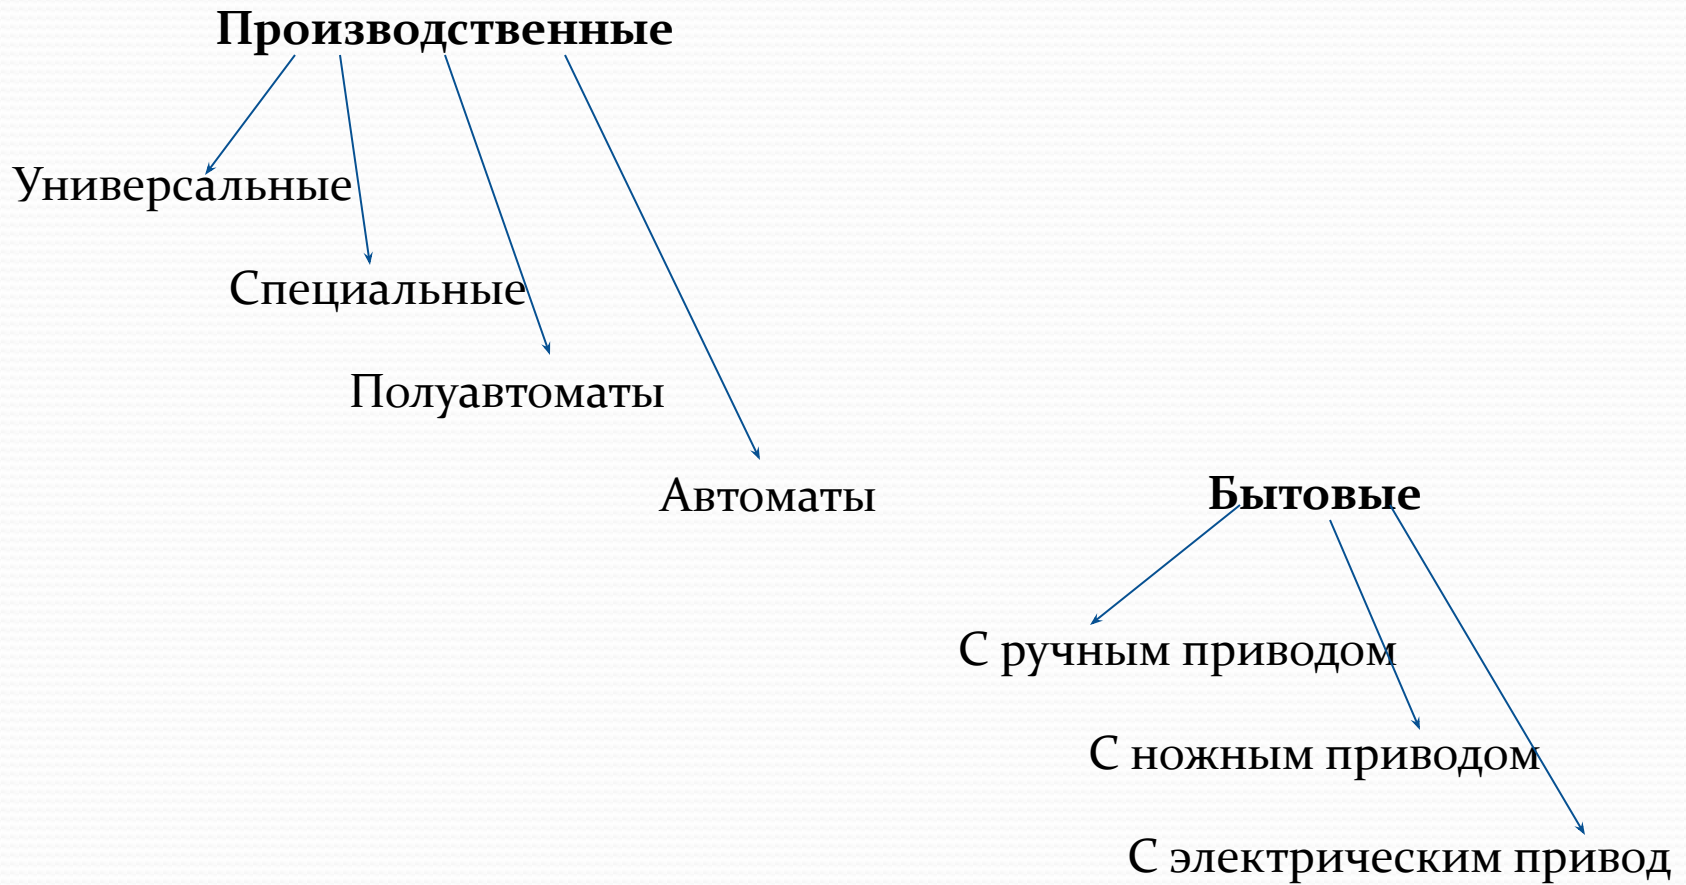 Производственные
Универсальные
Специальные
Полуавтоматы
Автоматы
Бытовые
С ручным приводом
С ножным приводом
С электрическим привод